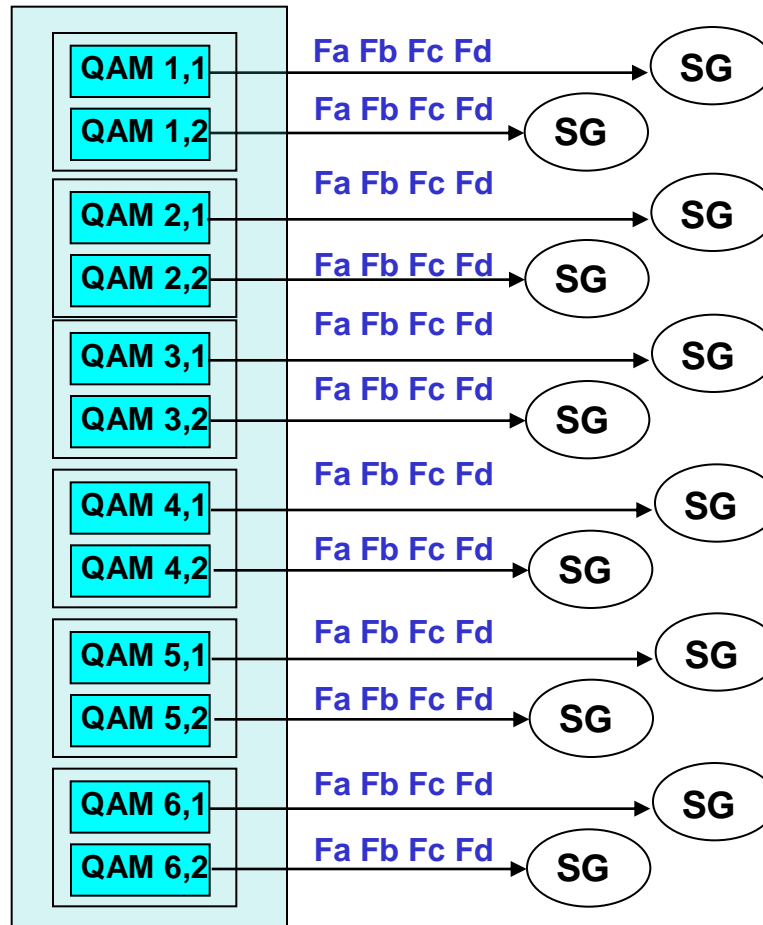 QAM 1,1 Fa Fb Fc Fd SG
QAM 1,2 Fa Fb Fc Fd SG
QAM 2,1 Fa Fb Fc Fd SG
QAM 2,2 Fa Fb Fc Fd SG
QAM 3,1 Fa Fb Fc Fd SG
QAM 3,2 Fa Fb Fc Fd SG
QAM 4,1 Fa Fb Fc Fd SG
QAM 4,2 Fa Fb Fc Fd SG
QAM 5,1 Fa Fb Fc Fd SG
QAM 5,2 Fa Fb Fc Fd SG
QAM 6,1 Fa Fb Fc Fd SG
QAM 6,2 Fa Fb Fc Fd SG